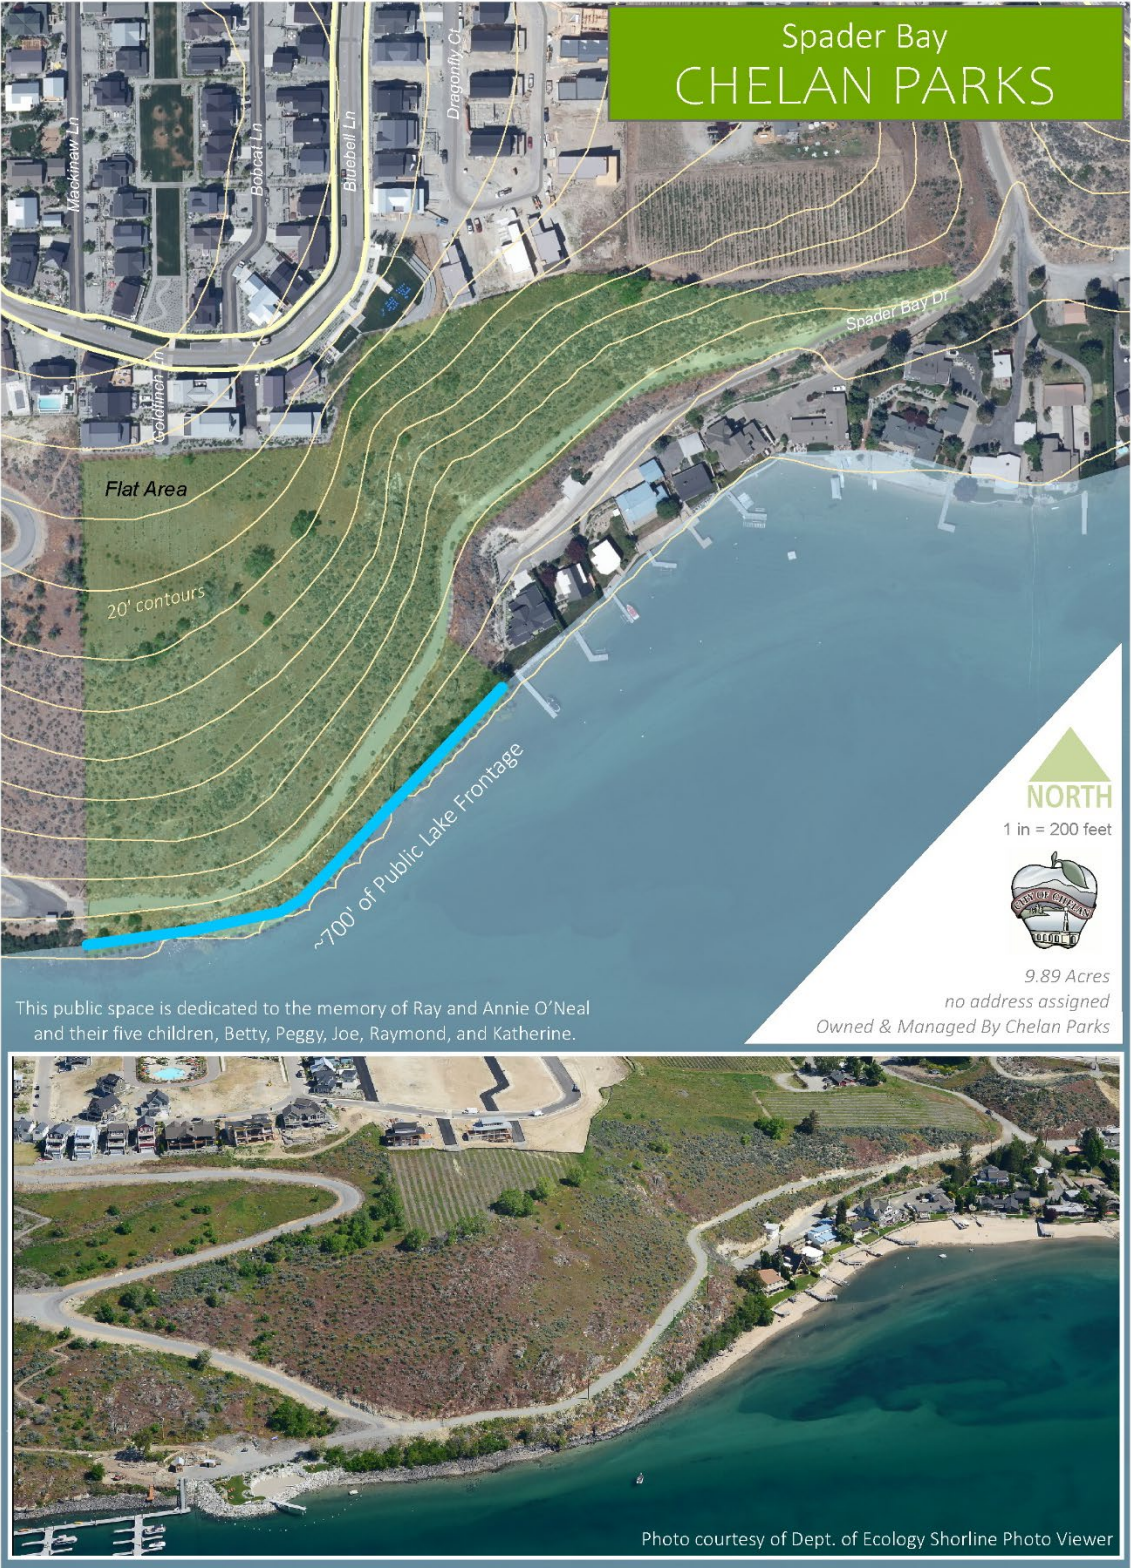 Spader Bay
CHELAN PARKS
Mackinaw Ln
Bobcat Ln
Bluebell Ln
Dragonfly Ct
Spader Bay Dr
Goldfinch Ln
Flat Area
20' contours
~700' of Public Lake Frontage
NORTH
1 in = 200 feet
CITY OF CHELAN
9.89 Acres
no address assigned
Owned & Managed By Chelan Parks
This public space is dedicated to the memory of Ray and Annie O'Neal
and their five children, Betty, Peggy, Joe, Raymond, and Katherine.
Photo courtesy of Dept. of Ecology Shorline Photo Viewer